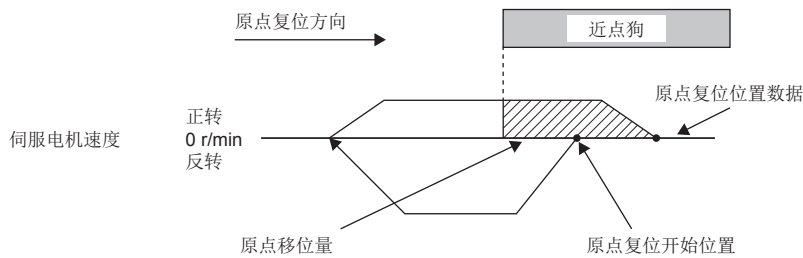 原点复位方向
近点狗
原点复位位置数据
正转
伺服电机速度
0 r/min
反转
原点移位量
原点复位开始位置